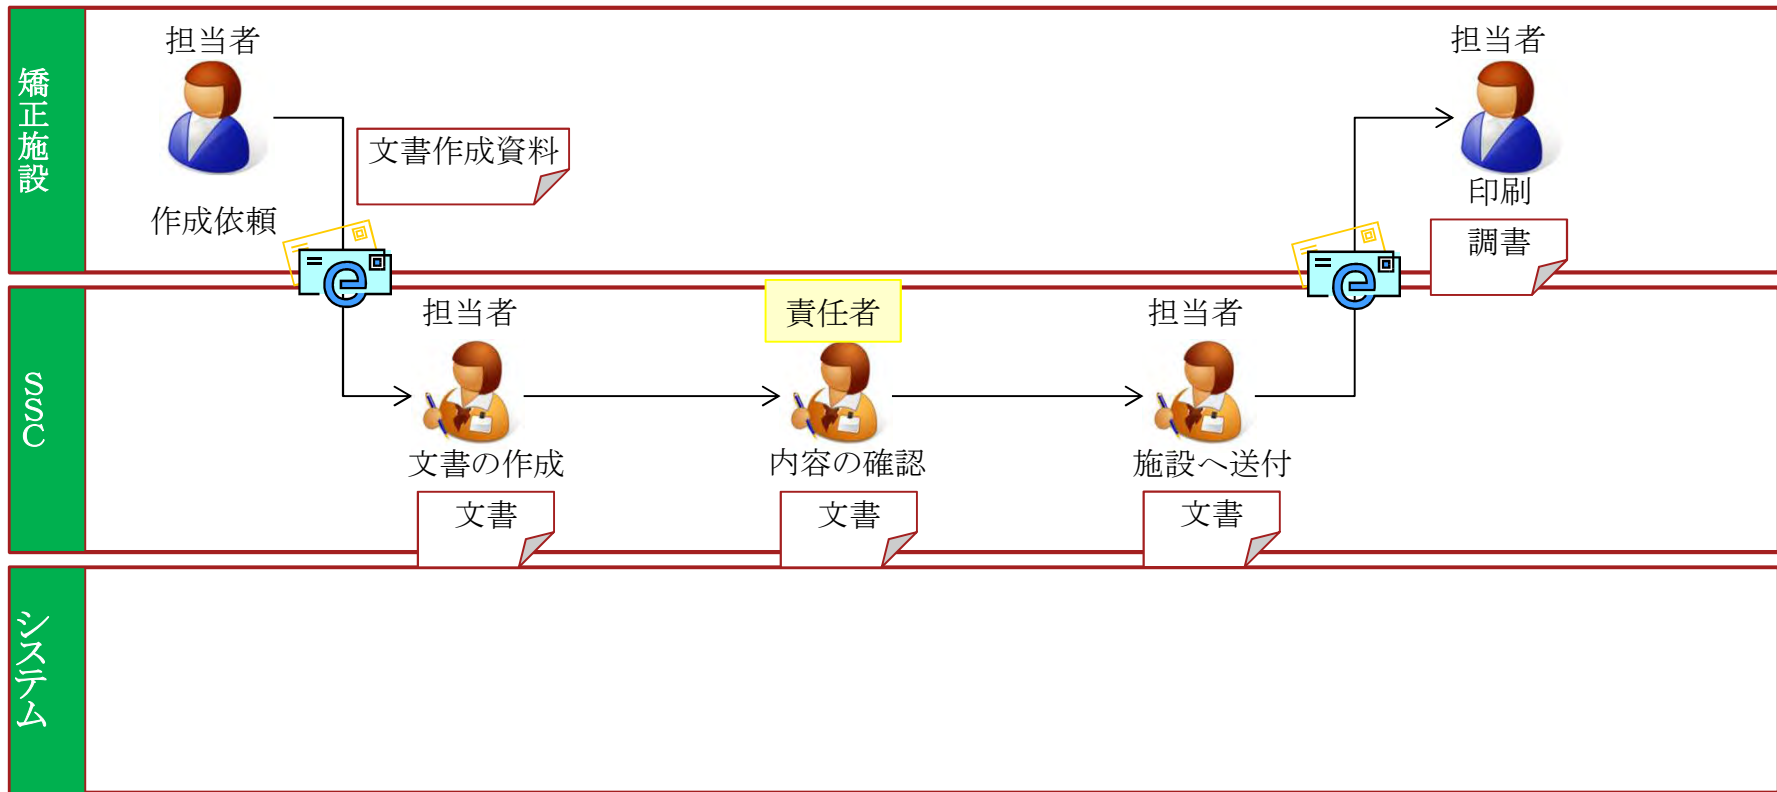 矯正施設
担当者
作成依頼
文書作成資料
担当者
印刷
調書
SSC
担当者
文書の作成
文書
責任者
内容の確認
文書
担当者
施設へ送付
文書
システム